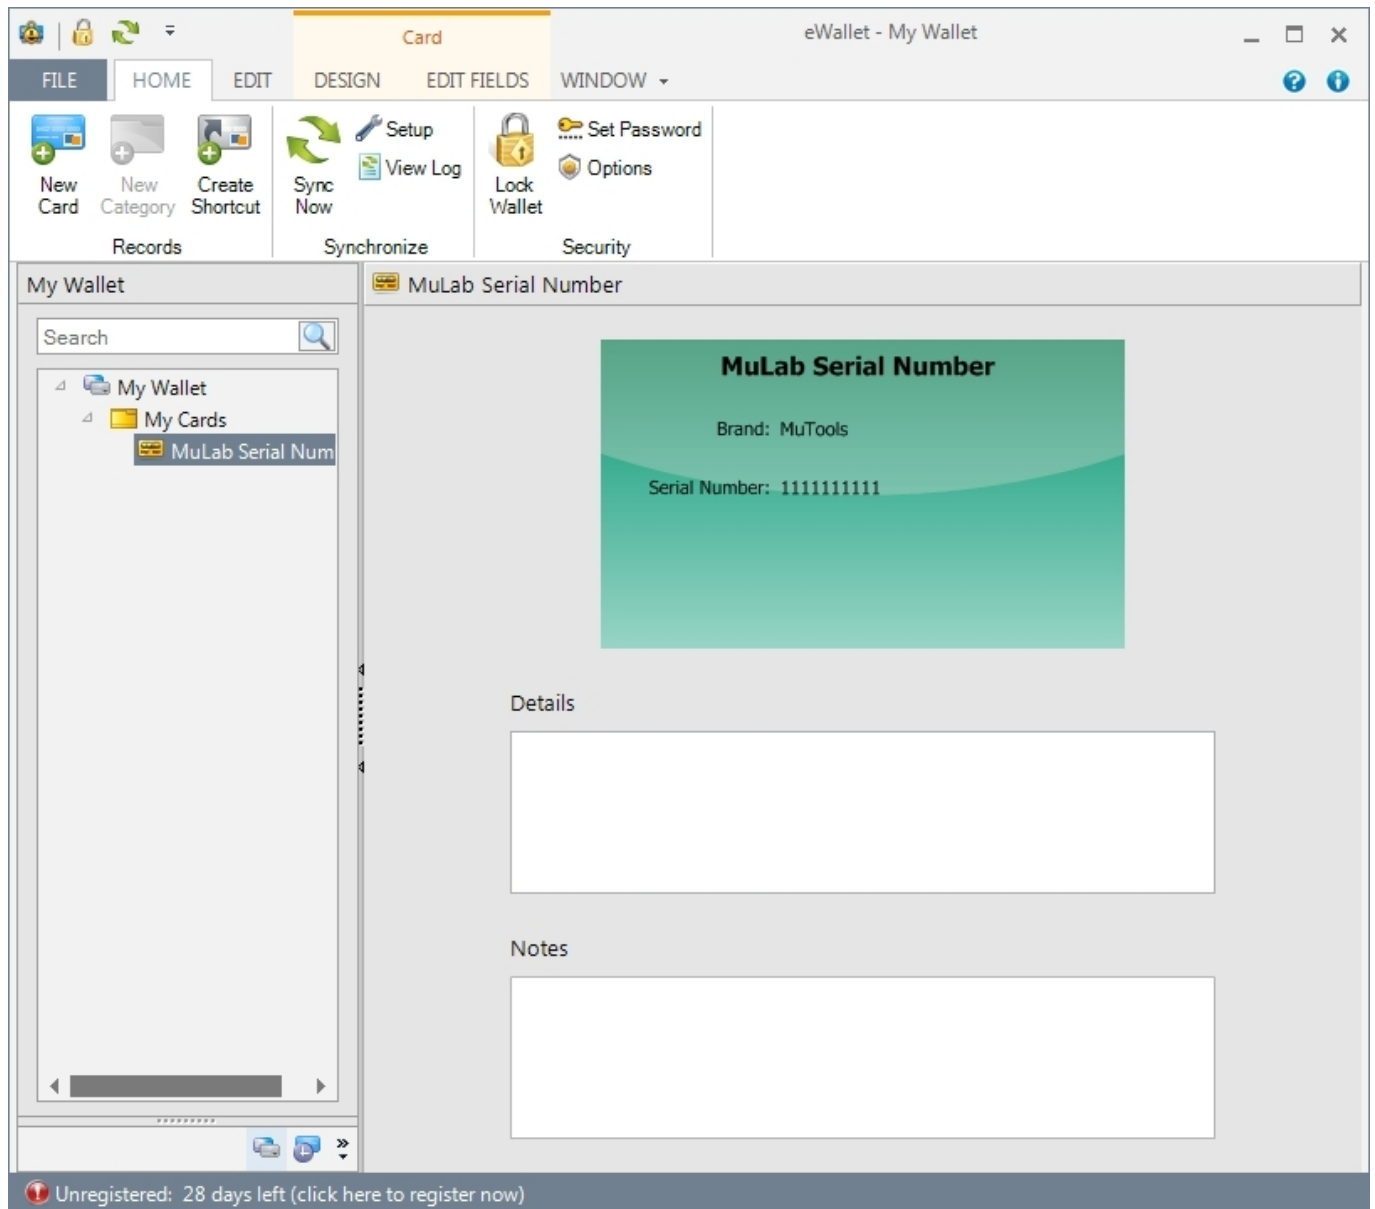 Card
eWallet - My Wallet
FILE HOME EDIT DESIGN EDIT FIELDS WINDOW
New Card
New Category
Create Shortcut
Records
Sync Now
Setup
View Log
Synchronize
Lock Wallet
Set Password
Options
Security
My Wallet
Search
My Wallet
My Cards
MuLab Serial Num
MuLab Serial Number
MuLab Serial Number
Brand: MuTools
Serial Number: 1111111111
Details
Notes
Unregistered: 28 days left (click here to register now)